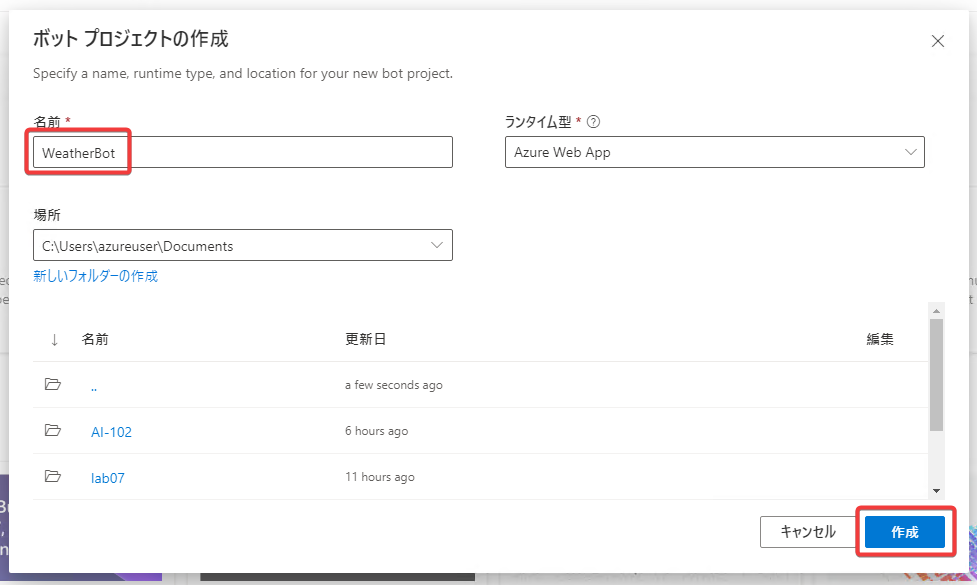 ボット プロジェクトの作成
Specify a name, runtime type, and location for your new bot project.
名前 *
ランタイム型 *
WeatherBot
Azure Web App
場所
C:\Users\azureuser\Documents
新しいフォルダーの作成
↓ 名前 更新日 編集
.. a few seconds ago
AI-102 6 hours ago
lab07 11 hours ago
キャンセル 作成